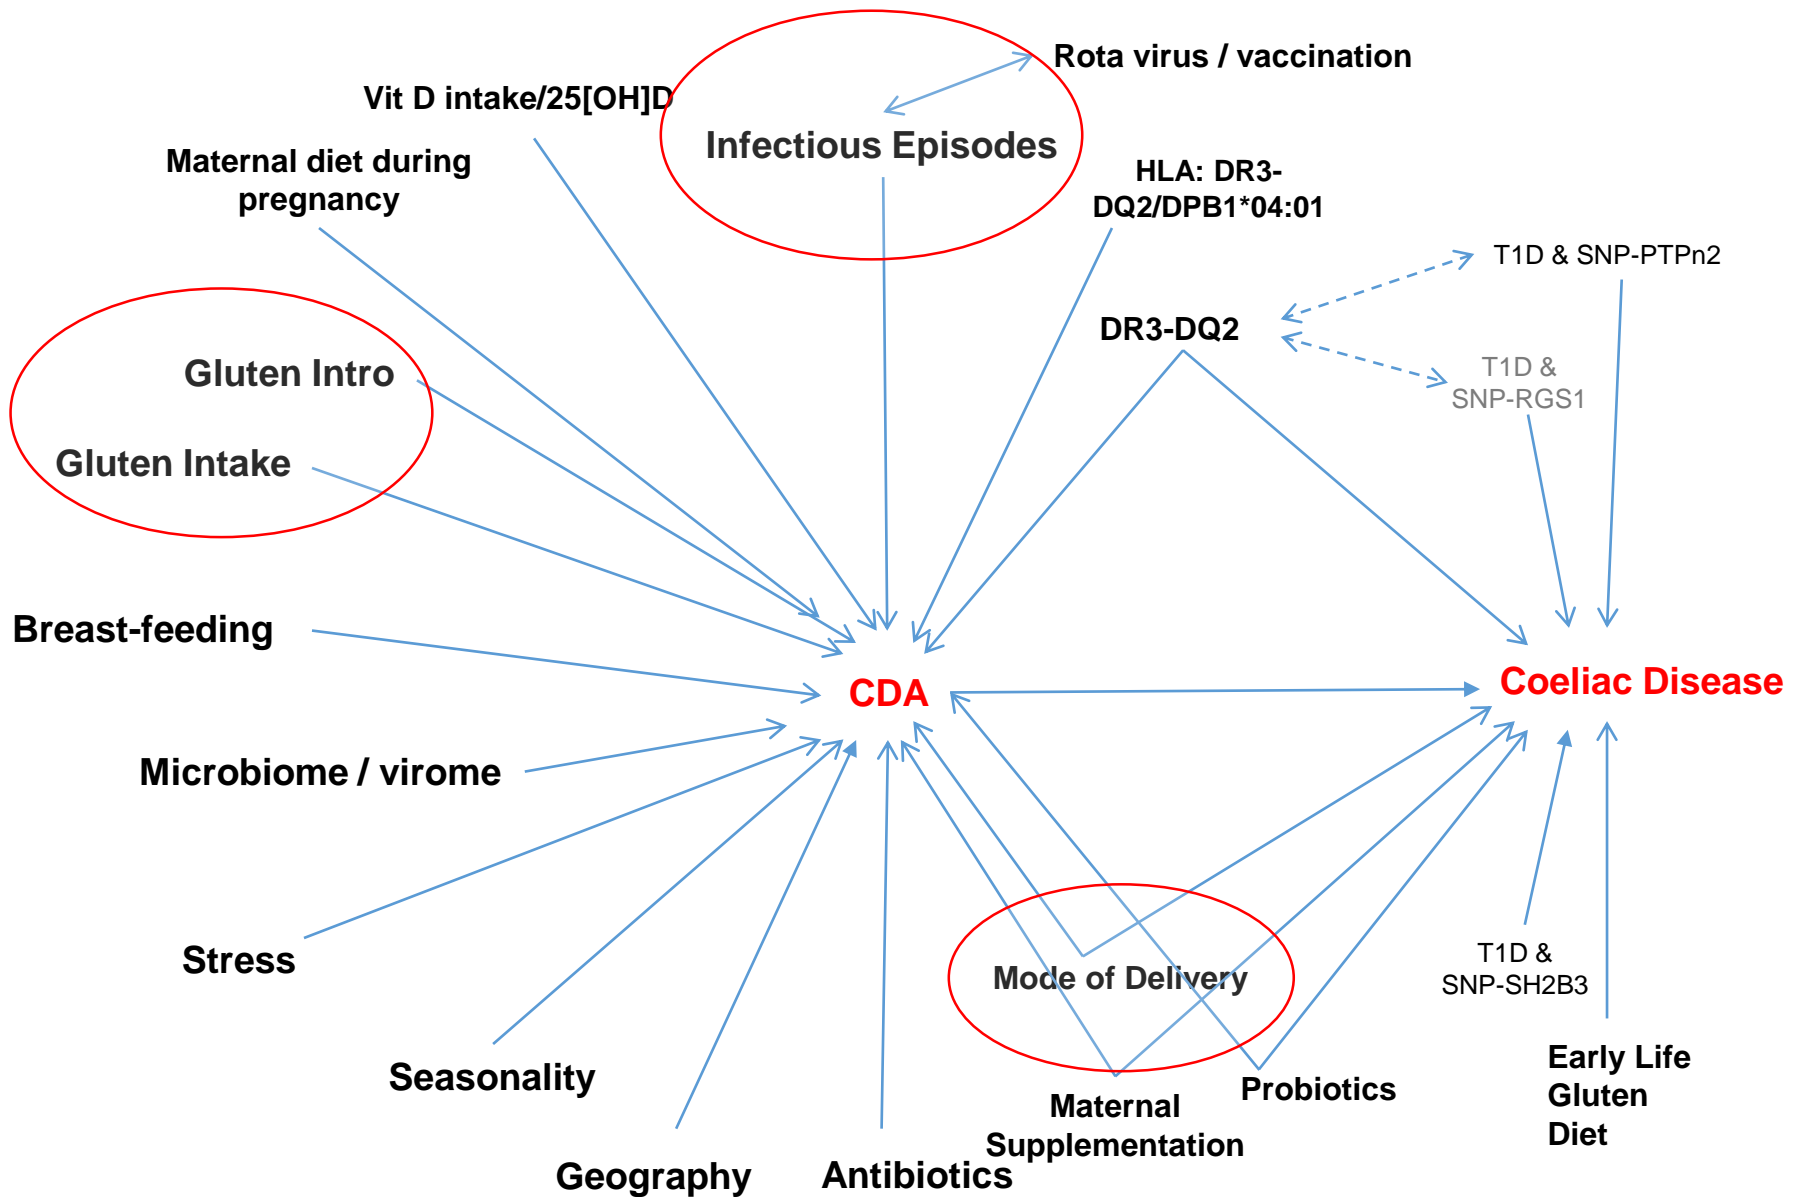 Rota virus / vaccination
Vit D intake/25[OH]D
Infectious Episodes
Maternal diet during
pregnancy
HLA: DR3-
DQ2/DPB1*04:01
T1D & SNP-PTPn2
DR3-DQ2
Gluten Intro
T1D &
SNP-RGS1
Gluten Intake
Breast-feeding
CDA
Coeliac Disease
Microbiome / virome
Stress
Mode of Delivery
T1D &
SNP-SH2B3
Seasonality
Probiotics
Early Life
Gluten
Diet
Maternal
Supplementation
Geography
Antibiotics